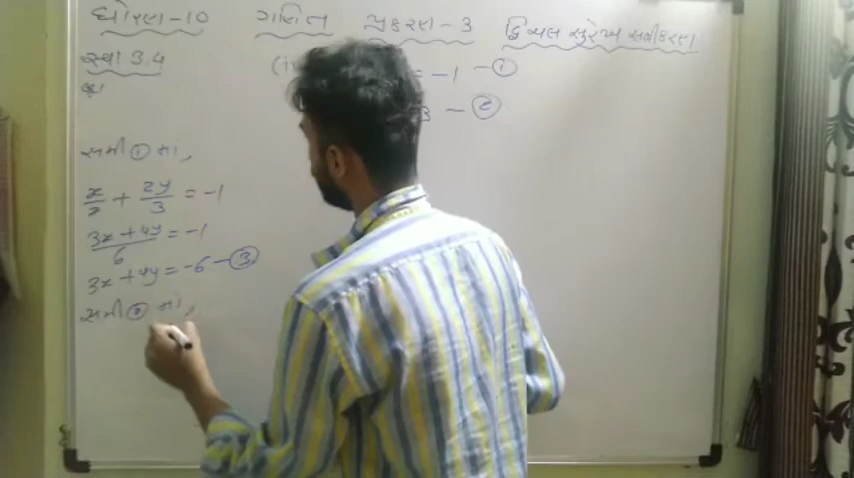 ધોરણ-10 ગણિત પ્રકરણ-3 દ્વિચલ સુરેખ સમીકરણ
સ્વા 3.4
= -1 - ①
3 - ②
સમી ① માં,
x/2 + 2y/3 = -1
3x + 4y/6 = -1
3x + 4y = -6 - ③
સમી ② માં,